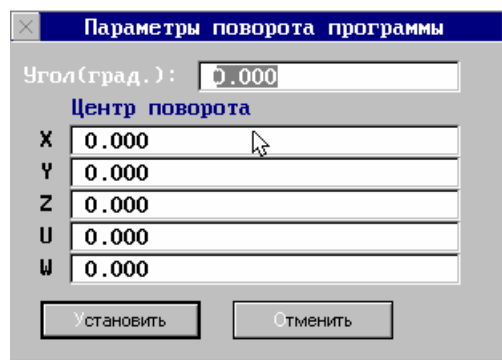 Параметры поворота программы
Угол(град.): 0.000
Центр поворота
X 0.000
Y 0.000
Z 0.000
U 0.000
W 0.000
Установить Отменить